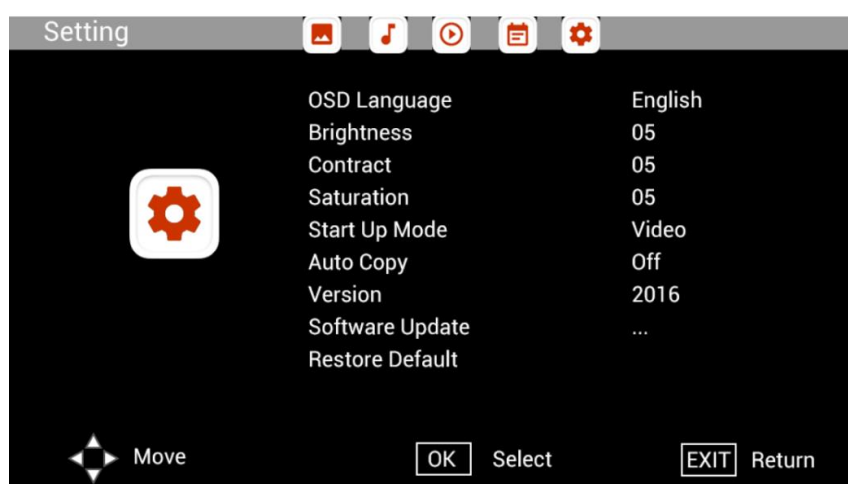 Setting
OSD Language English
Brightness 05
Contract 05
Saturation 05
Start Up Mode Video
Auto Copy Off
Version 2016
Software Update ...
Restore Default
Move OK Select EXIT Return